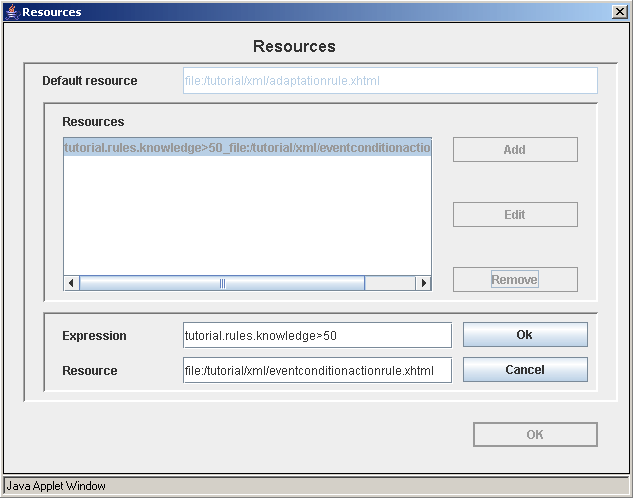 Resources
Resources
Default resource file:/tutorial/xml/adaptationrule.xhtml
Resources
tutorial.rules.knowledge>50_file:/tutorial/xml/eventconditionactio
Add
Edit
Remove
Expression tutorial.rules.knowledge>50 Ok
Resource file:/tutorial/xml/eventconditionactionrule.xhtml Cancel
OK
Java Applet Window